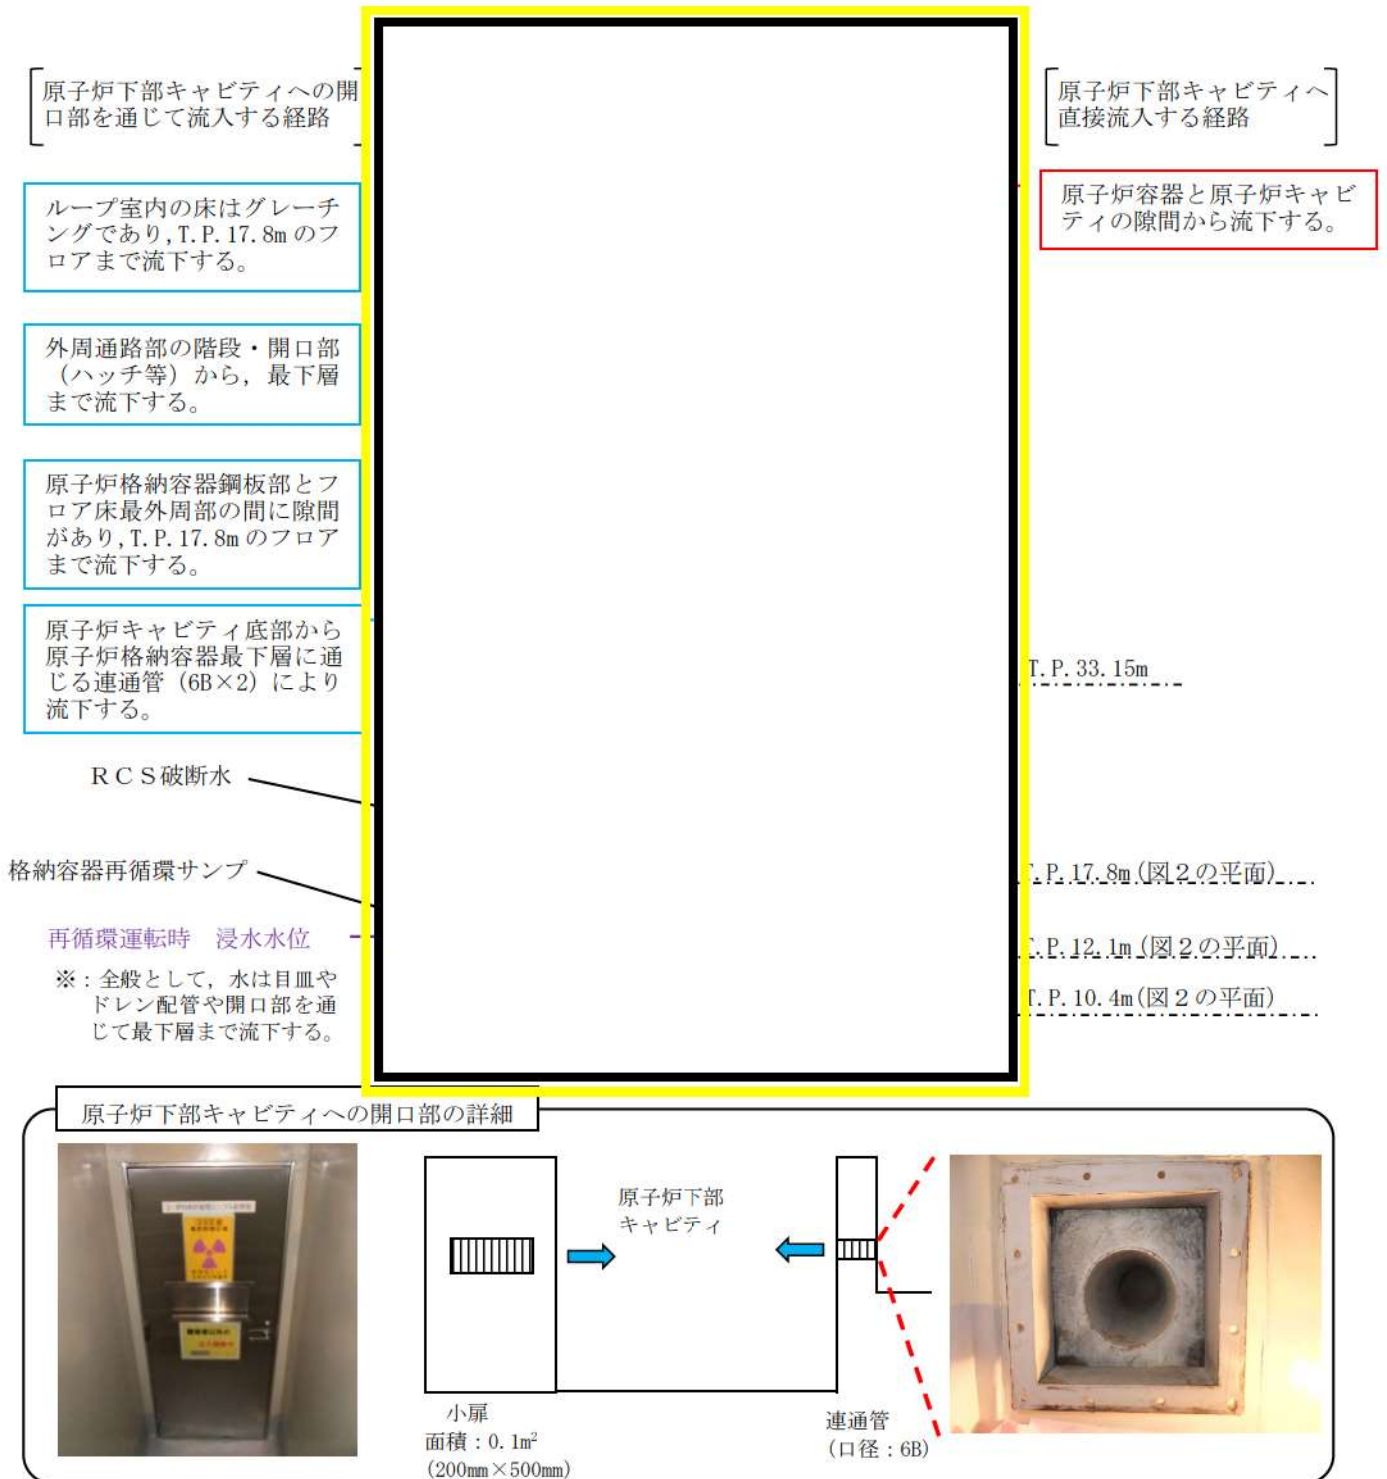 原子炉下部キャビティへの開
口部を通じて流入する経路
ループ室内の床はグレーチ
ングであり,T.P.17.8mのフ
ロアまで流下する。
外周通路部の階段・開口部
（ハッチ等）から，最下層
まで流下する。
原子炉格納容器鋼板部とフ
ロア床最外周部の間に隙間
があり,T.P.17.8mのフロア
まで流下する。
原子炉キャビティ底部から
原子炉格納容器最下層に通
じる連通管（6B×2）により
流下する。
ＲＣＳ破断水
格納容器再循環サンプ
再循環運転時　浸水水位
※：全般として，水は目皿や
ドレン配管や開口部を通
じて最下層まで流下する。
原子炉下部キャビティへ
直接流入する経路
原子炉容器と原子炉キャビ
ティの隙間から流下する。
T.P.33.15m
T.P.17.8m(図２の平面)
T.P.12.1m(図２の平面)
T.P.10.4m(図２の平面)
原子炉下部キャビティへの開口部の詳細
原子炉下部
キャビティ
小扉
面積：0.1m²
(200mm×500mm)
連通管
(口径：6B)